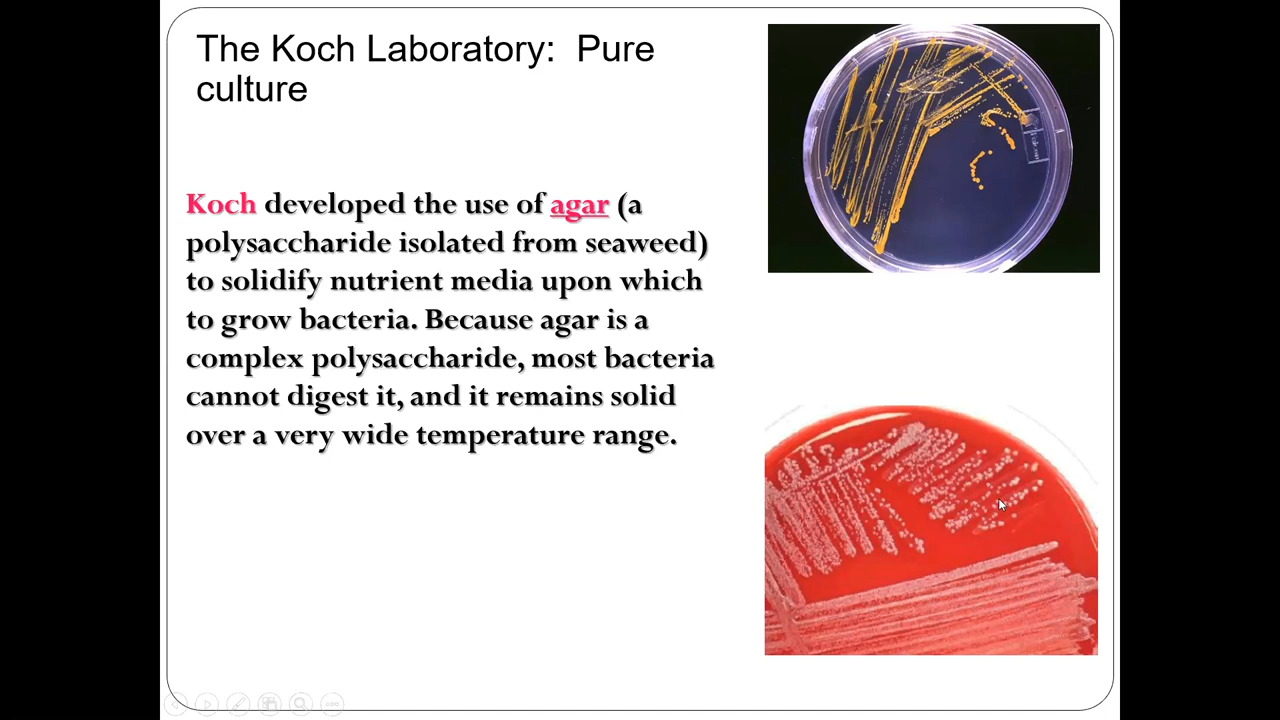 The Koch Laboratory:  Pure
culture
Koch developed the use of agar (a
polysaccharide isolated from seaweed)
to solidify nutrient media upon which
to grow bacteria. Because agar is a
complex polysaccharide, most bacteria
cannot digest it, and it remains solid
over a very wide temperature range.